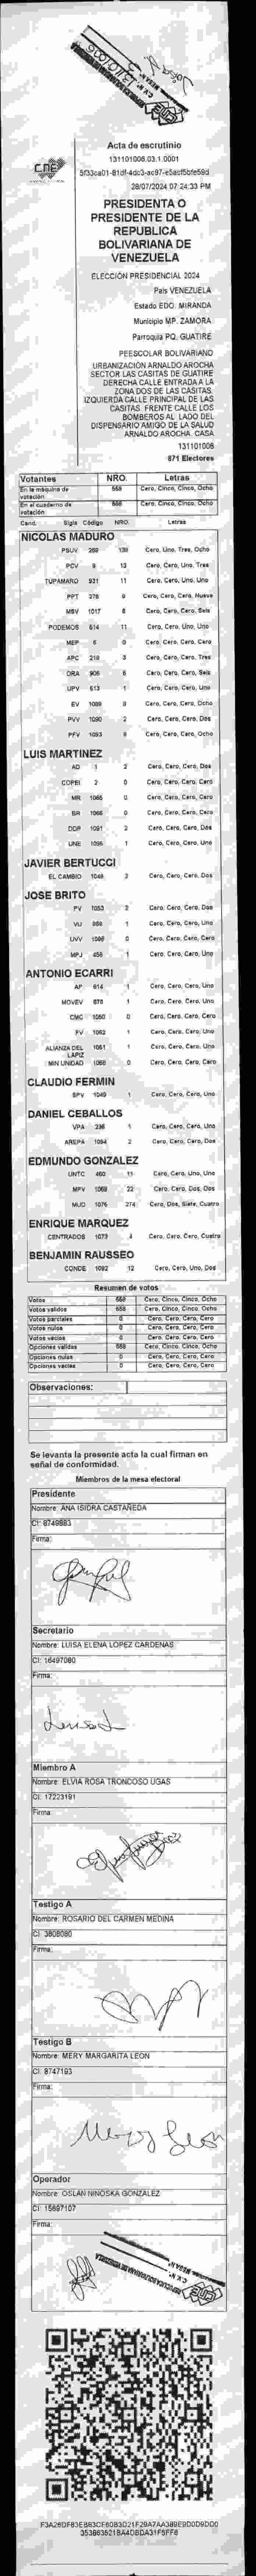 Acta de escrutinio
131101006.03.1.0001
28/07/2024 07:24:33 PM
CNE
PRESIDENTA O
PRESIDENTE DE LA
REPUBLICA
BOLIVARIANA DE
VENEZUELA
ELECCIÓN PRESIDENCIAL 2024
País VENEZUELA
Estado EDO. MIRANDA
Municipio MP. ZAMORA
Parroquia PQ. GUATIRE
PEESCOLAR BOLIVARIANO
URBANIZACIÓN ARNALDO AROCHA
SECTOR LAS CASITAS DE GUATIRE
DERECHA CALLE ENTRADA A LA
ZONA DOS DE LAS CASITAS.
IZQUIERDA CALLE PRINCIPAL DE LAS
CASITAS. FRENTE CALLE LOS
BOMBEROS AL LADO DEL
DISPENSARIO AMIGO DE LA SALUD
ARNALDO AROCHA. CASA
131101006
871 Electores
Votantes NRO. Letras
En la máquina de votación 558 Cero, Cinco, Cinco, Ocho
En el cuaderno de votación 558 Cero, Cinco, Cinco, Ocho
Cand. Sigla Código NRO. Letras
NICOLAS MADURO
PSUV 269 138 Cero, Uno, Tres, Ocho
PCV 9 13 Cero, Cero, Uno, Tres
TUPAMARO 931 11 Cero, Cero, Uno, Uno
PPT 276 9 Cero, Cero, Cero, Nueve
MSV 1017 6 Cero, Cero, Cero, Seis
PODEMOS 614 11 Cero, Cero, Uno, Uno
MEP 6 0 Cero, Cero, Cero, Cero
APC 218 3 Cero, Cero, Cero, Tres
ORA 906 6 Cero, Cero, Cero, Seis
UPV 613 1 Cero, Cero, Cero, Uno
EV 1089 8 Cero, Cero, Cero, Ocho
PVV 1090 2 Cero, Cero, Cero, Dos
PFV 1093 8 Cero, Cero, Cero, Ocho
LUIS MARTINEZ
AD 1 2 Cero, Cero, Cero, Dos
COPEI 2 0 Cero, Cero, Cero, Cero
MR 1065 0 Cero, Cero, Cero, Cero
BR 1066 0 Cero, Cero, Cero, Cero
DDP 1091 2 Cero, Cero, Cero, Dos
UNE 1096 1 Cero, Cero, Cero, Uno
JAVIER BERTUCCI
EL CAMBIO 1048 2 Cero, Cero, Cero, Dos
JOSE BRITO
PV 1053 2 Cero, Cero, Cero, Dos
VU 959 1 Cero, Cero, Cero, Uno
UVV 1098 0 Cero, Cero, Cero, Cero
MPJ 456 1 Cero, Cero, Cero, Uno
ANTONIO ECARRI
AP 614 1 Cero, Cero, Cero, Uno
MOVEV 678 1 Cero, Cero, Cero, Uno
CMC 1050 0 Cero, Cero, Cero, Cero
FV 1062 1 Cero, Cero, Cero, Uno
ALIANZA DEL LÁPIZ 1061 1 Cero, Cero, Cero, Uno
MIN UNIDAD 1068 0 Cero, Cero, Cero, Cero
CLAUDIO FERMIN
SPV 1049 1 Cero, Cero, Cero, Uno
DANIEL CEBALLOS
VPA 236 1 Cero, Cero, Cero, Uno
AREPA 1094 2 Cero, Cero, Cero, Dos
EDMUNDO GONZALEZ
UNTC 460 11 Cero, Cero, Uno, Uno
MPV 1069 22 Cero, Cero, Dos, Dos
MUD 1076 274 Cero, Dos, Siete, Cuatro
ENRIQUE MARQUEZ
CENTRADOS 1073 4 Cero, Cero, Cero, Cuatro
BENJAMIN RAUSSEO
CONDE 1092 12 Cero, Cero, Uno, Dos
Resumen de votos
Votos 558 Cero, Cinco, Cinco, Ocho
Votos validos 558 Cero, Cinco, Cinco, Ocho
Votos parciales 0 Cero, Cero, Cero, Cero
Votos nulos 0 Cero, Cero, Cero, Cero
Votos vacios 0 Cero, Cero, Cero, Cero
Opciones validas 558 Cero, Cinco, Cinco, Ocho
Opciones nulas 0 Cero, Cero, Cero, Cero
Opciones vacias 0 Cero, Cero, Cero, Cero
Observaciones:
Se levanta la presente acta la cual firman en
señal de conformidad.
Miembros de la mesa electoral
Presidente
Nombre: ANA ISIDRA CASTAÑEDA
CI: 8749883
Firma:
Secretario
Nombre: LUISA ELENA LOPEZ CARDENAS
CI: 16497080
Firma:
Miembro A
Nombre: ELVIA ROSA TRONCOSO UGAS
CI: 17223191
Firma:
Testigo A
Nombre: ROSARIO DEL CARMEN MEDINA
CI: 3808080
Firma:
Testigo B
Nombre: MERY MARGARITA LEON
CI: 8747193
Firma:
Mery Leon
Operador
Nombre: OSLAN NINOSKA GONZALEZ
CI: 15697107
Firma:
REPUBLICA BOLIVARIANA DE VENEZUELA
CNE